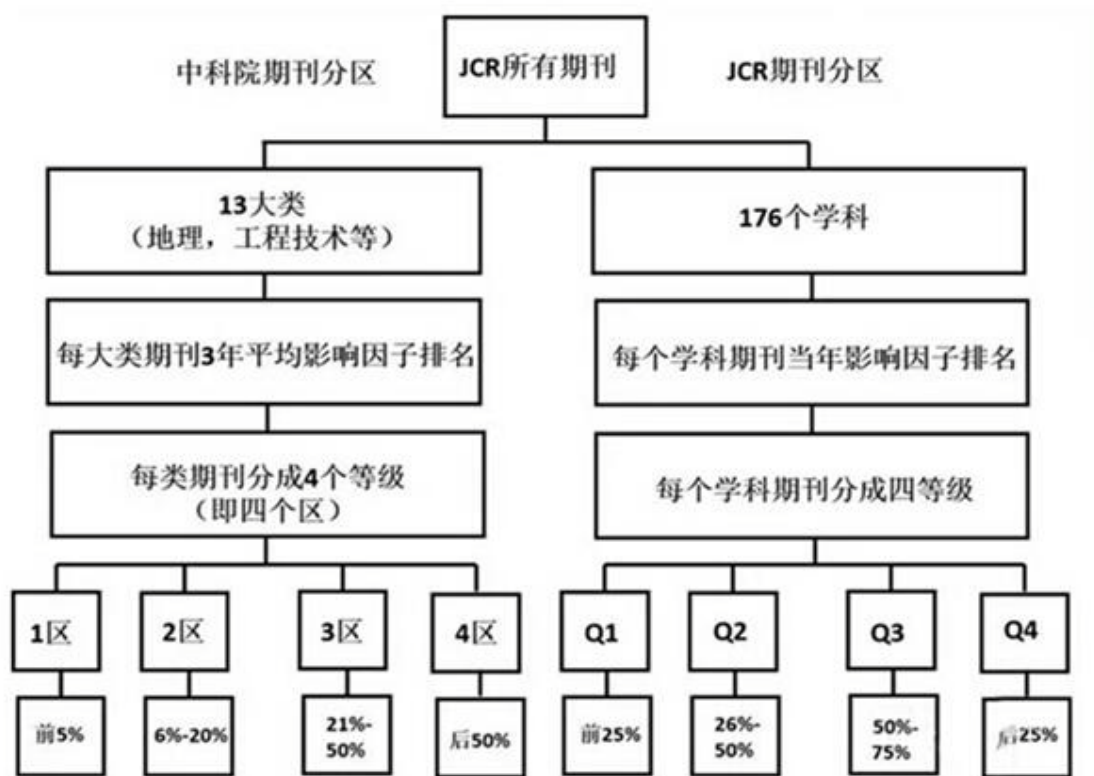 中科院期刊分区
JCR所有期刊
JCR期刊分区
13大类
（地理，工程技术等）
176个学科
每大类期刊3年平均影响因子排名
每个学科期刊当年影响因子排名
每类期刊分成4个等级
（即四个区）
每个学科期刊分成四等级
1区
2区
3区
4区
Q1
Q2
Q3
Q4
前5%
6%-20%
21%-
50%
后50%
前25%
26%-
50%
50%-
75%
后25%